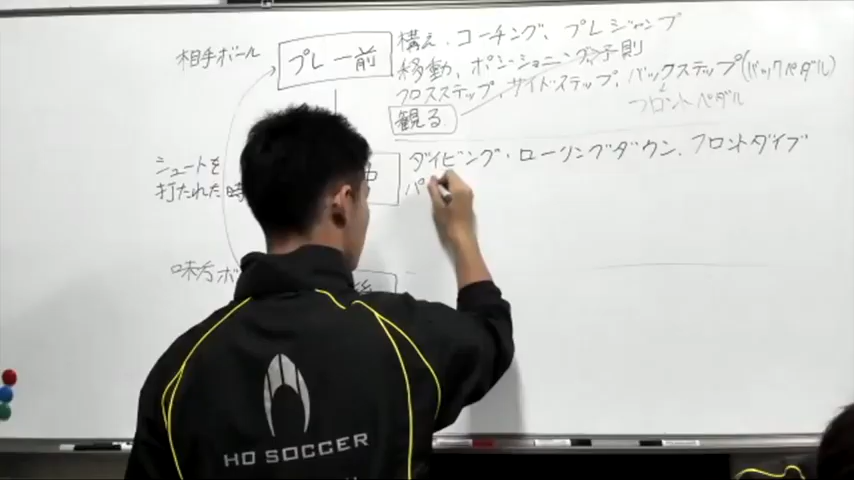 相手ボール
プレー前
構え、コーチング、プレジャンプ
移動、ポジショニング、予測
クロスステップ、サイドステップ、バックステップ(バックペダル)
フロントペダル
観る
シュートを
打たれた時
中
ダイビング、ローリングダウン、フロントダイブ
パ
味方ボ
後
HO SOCCER